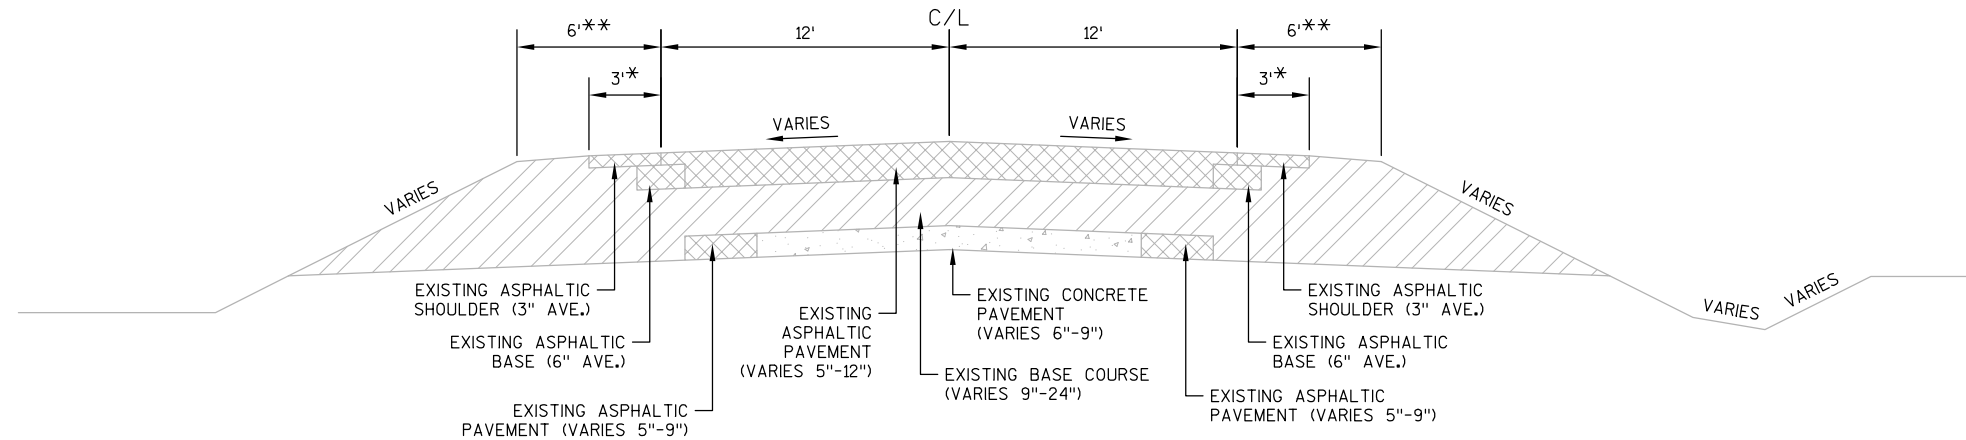 C/L
6'**
12'
12'
6'**
3'*
3'*
VARIES
VARIES
VARIES
VARIES
VARIES
VARIES
EXISTING ASPHALTIC
SHOULDER (3" AVE.)
EXISTING ASPHALTIC
BASE (6" AVE.)
EXISTING ASPHALTIC
PAVEMENT (VARIES 5"-9")
EXISTING
ASPHALTIC
PAVEMENT
(VARIES 5"-12")
EXISTING CONCRETE
PAVEMENT
(VARIES 6"-9")
EXISTING BASE COURSE
(VARIES 9"-24")
EXISTING ASPHALTIC
SHOULDER (3" AVE.)
EXISTING ASPHALTIC
BASE (6" AVE.)
EXISTING ASPHALTIC
PAVEMENT (VARIES 5"-9")